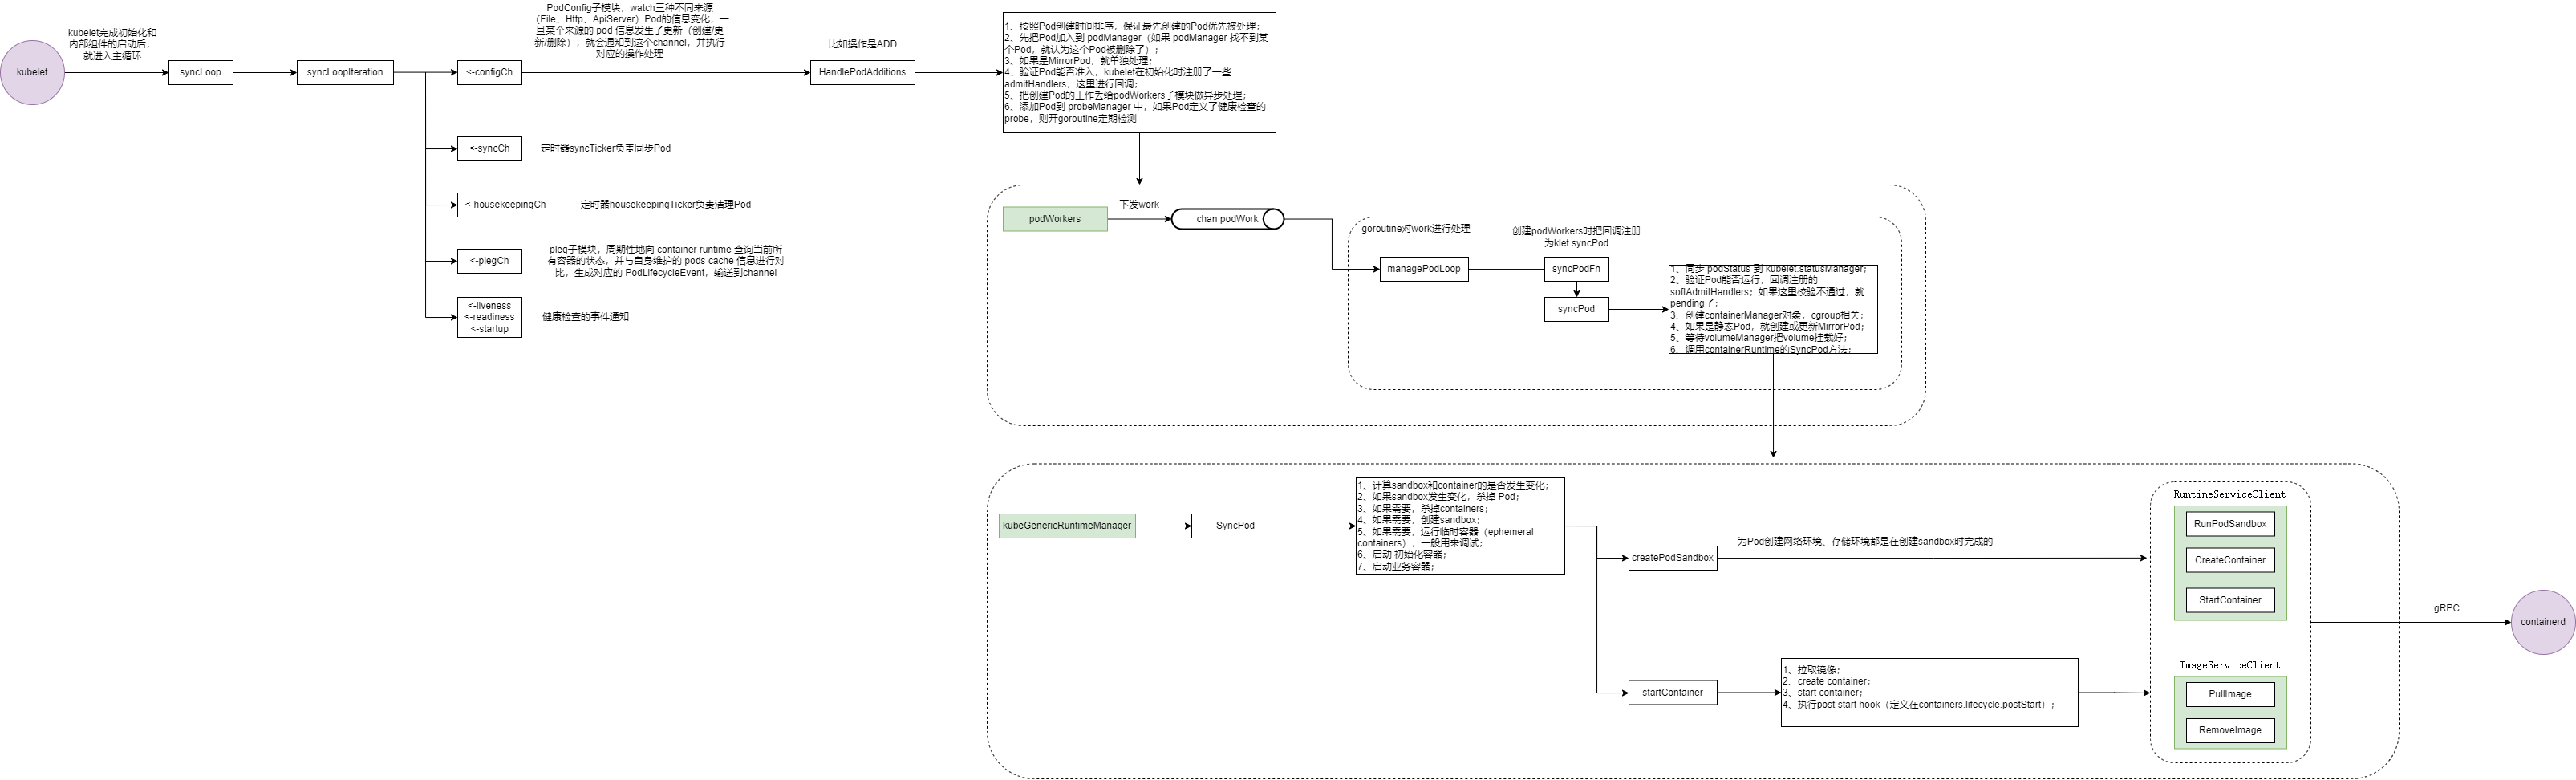 kubelet
kubelet完成初始化和
内部组件的启动后，
就进入主循环
syncLoop
syncLoopIteration
PodConfig子模块，watch三种不同来源
（File、Http、ApiServer）Pod的信息变化，一
旦某个来源的 pod 信息发生了更新（创建/更
新/删除），就会通知到这个channel，并执行
对应的操作处理
<-configCh
比如操作是ADD
HandlePodAdditions
1、按照Pod创建时间排序，保证最先创建的Pod优先被处理；
2、先把Pod加入到 podManager（如果 podManager 找不到某
个Pod，就认为这个Pod被删除了）；
3、如果是MirrorPod，就单独处理；
4、验证Pod能否准入，kubelet在初始化时注册了一些
admitHandlers，这里进行回调；
5、把创建Pod的工作丢给podWorkers子模块做异步处理；
6、添加Pod到 probeManager 中，如果Pod定义了健康检查的
probe，则开goroutine定期检测
<-syncCh
定时器syncTicker负责同步Pod
<-housekeepingCh
定时器housekeepingTicker负责清理Pod
<-plegCh
pleg子模块，周期性地向 container runtime 查询当前所
有容器的状态，并与自身维护的 pods cache 信息进行对
比，生成对应的 PodLifecycleEvent，输送到channel
<-liveness
<-readiness
<-startup
健康检查的事件通知
podWorkers
下发work
chan podWork
goroutine对work进行处理
managePodLoop
创建podWorkers时把回调注册
为klet.syncPod
syncPodFn
syncPod
1、同步 podStatus 到 kubelet.statusManager；
2、验证Pod能否运行，回调注册的
softAdmitHandlers；如果这里校验不通过，就
pending了；
3、创建containerManager对象，cgroup相关；
4、如果是静态Pod，就创建或更新MirrorPod；
5、等待volumeManager把volume挂载好；
6、调用containerRuntime的SyncPod方法；
kubeGenericRuntimeManager
SyncPod
1、计算sandbox和container的是否发生变化；
2、如果sandbox发生变化，杀掉 Pod；
3、如果需要，杀掉containers；
4、如果需要，创建sandbox；
5、如果需要，运行临时容器（ephemeral
containers），一般用来调试；
6、启动 初始化容器；
7、启动业务容器；
createPodSandbox
为Pod创建网络环境、存储环境都是在创建sandbox时完成的
startContainer
1、拉取镜像；
2、create container；
3、start container；
4、执行post start hook（定义在containers.lifecycle.postStart）；
RuntimeServiceClient
RunPodSandbox
CreateContainer
StartContainer
ImageServiceClient
PullImage
RemoveImage
gRPC
containerd